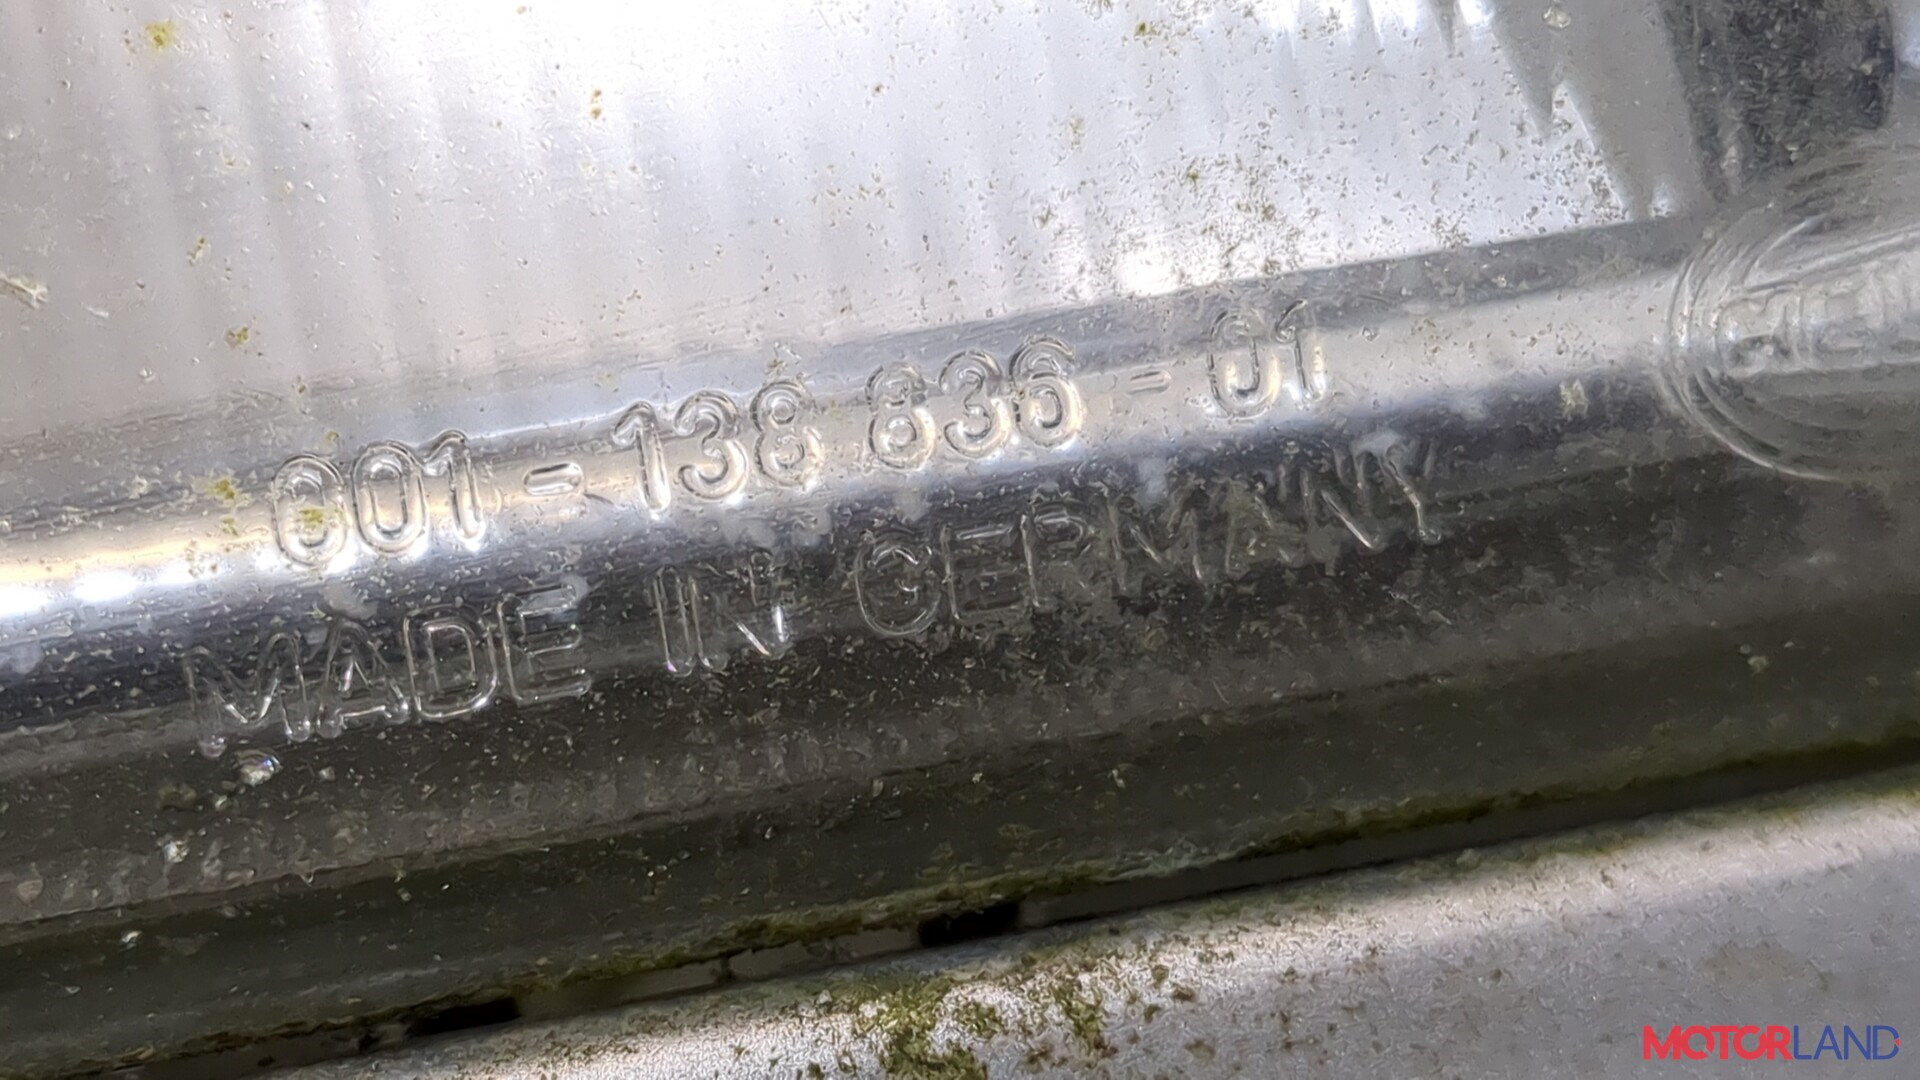 001-138 836-01
MADE IN GERMANY
MOTORLAND